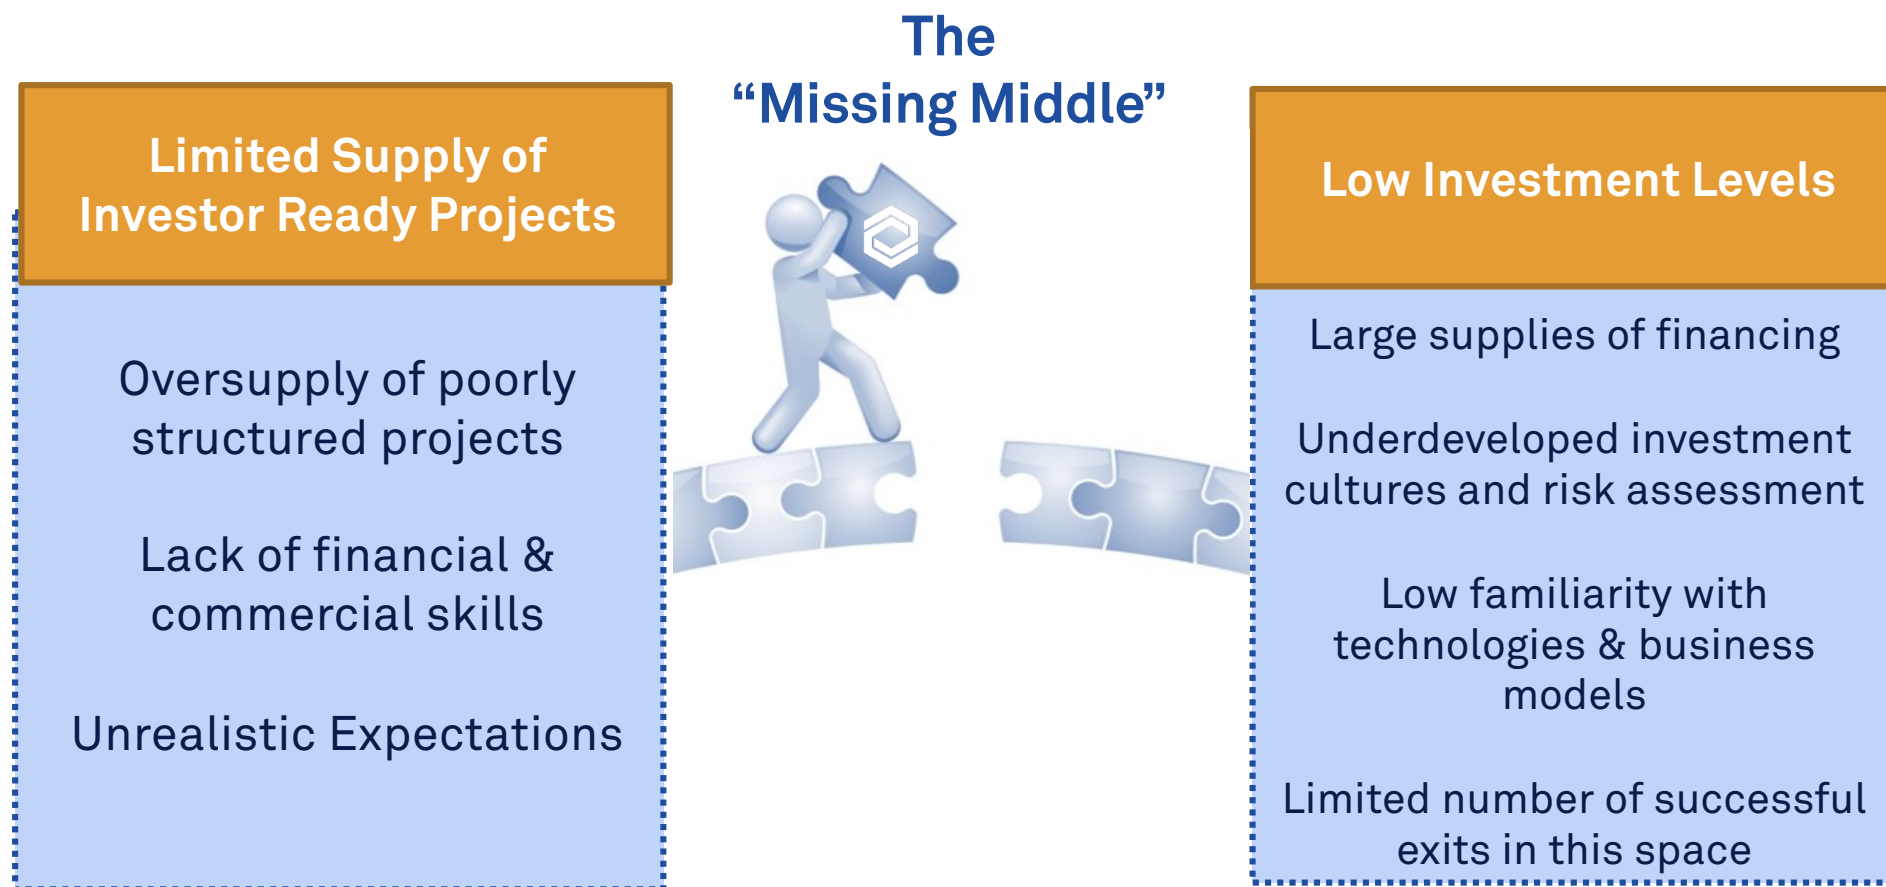 The
“Missing Middle”
Limited Supply of
Investor Ready Projects
Oversupply of poorly
structured projects
Lack of financial &
commercial skills
Unrealistic Expectations
Low Investment Levels
Large supplies of financing
Underdeveloped investment
cultures and risk assessment
Low familiarity with
technologies & business
models
Limited number of successful
exits in this space